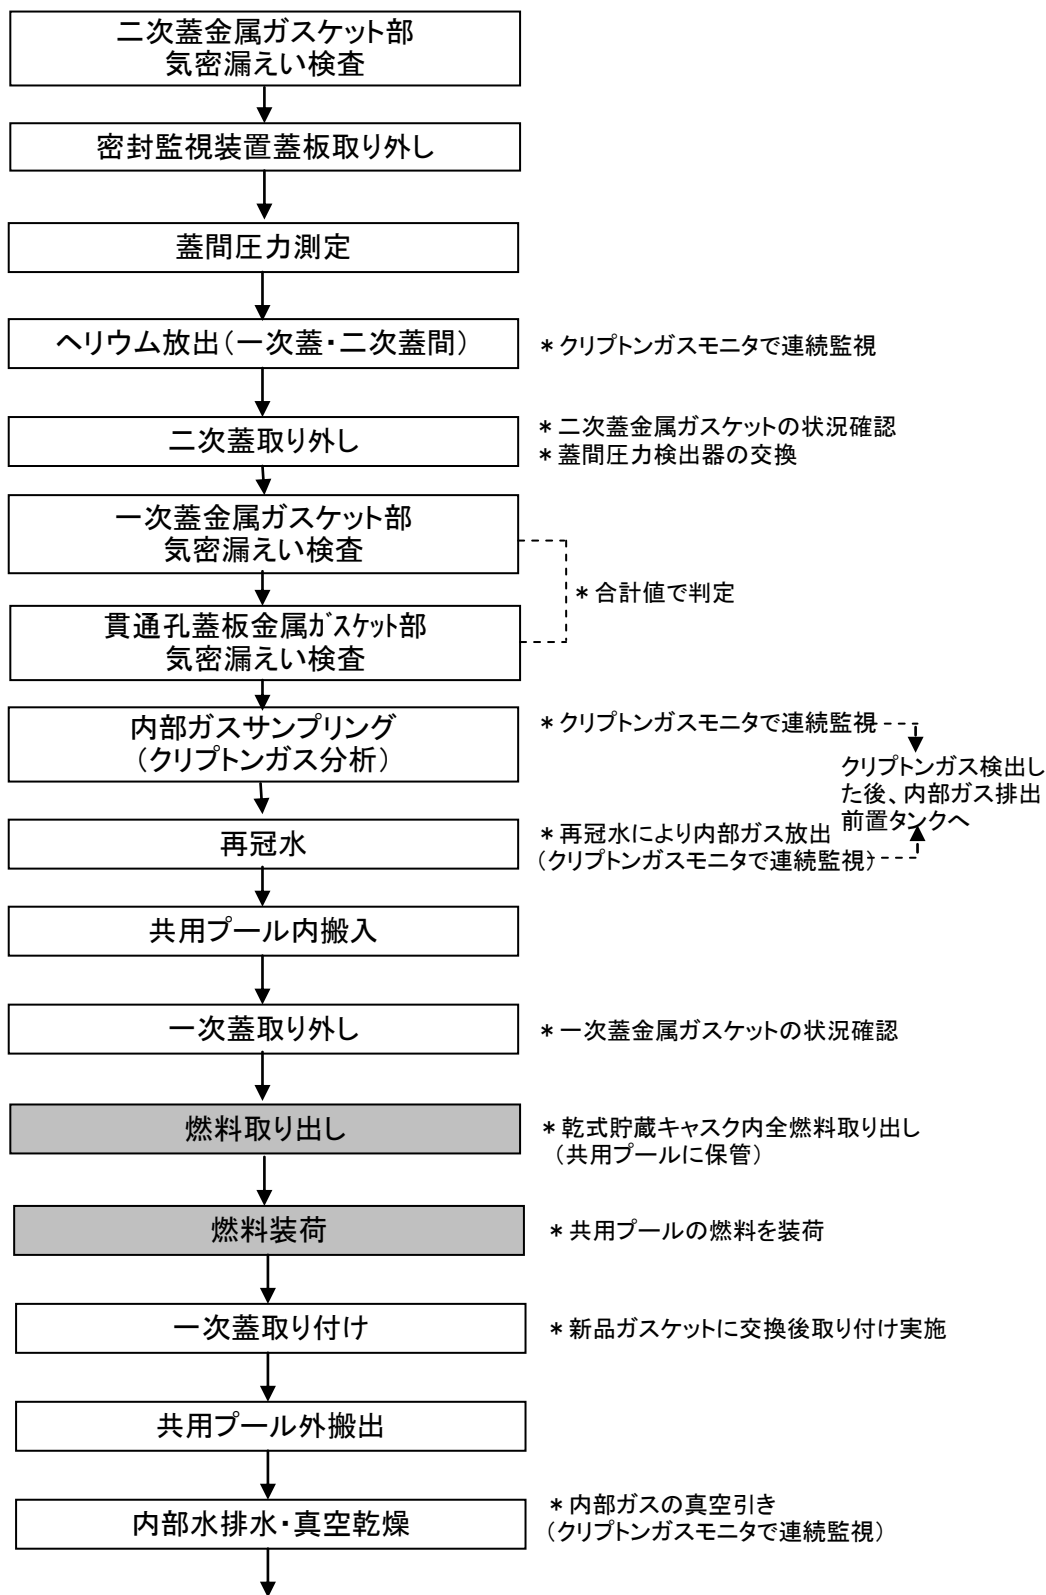 二次蓋金属ガスケット部
気密漏えい検査
密封監視装置蓋板取り外し
蓋間圧力測定
ヘリウム放出(一次蓋・二次蓋間)
＊クリプトンガスモニタで連続監視
二次蓋取り外し
＊二次蓋金属ガスケットの状況確認
＊蓋間圧力検出器の交換
一次蓋金属ガスケット部
気密漏えい検査
＊合計値で判定
貫通孔蓋板金属ｶﾞｽｹｯﾄ部
気密漏えい検査
内部ガスサンプリング
(クリプトンガス分析)
＊クリプトンガスモニタで連続監視
クリプトンガス検出し
た後、内部ガス排出
前置タンクへ
再冠水
＊再冠水により内部ガス放出
(クリプトンガスモニタで連続監視)
共用プール内搬入
一次蓋取り外し
＊一次蓋金属ガスケットの状況確認
燃料取り出し
＊乾式貯蔵キャスク内全燃料取り出し
(共用プールに保管)
燃料装荷
＊共用プールの燃料を装荷
一次蓋取り付け
＊新品ガスケットに交換後取り付け実施
共用プール外搬出
内部水排水・真空乾燥
＊内部ガスの真空引き
(クリプトンガスモニタで連続監視)